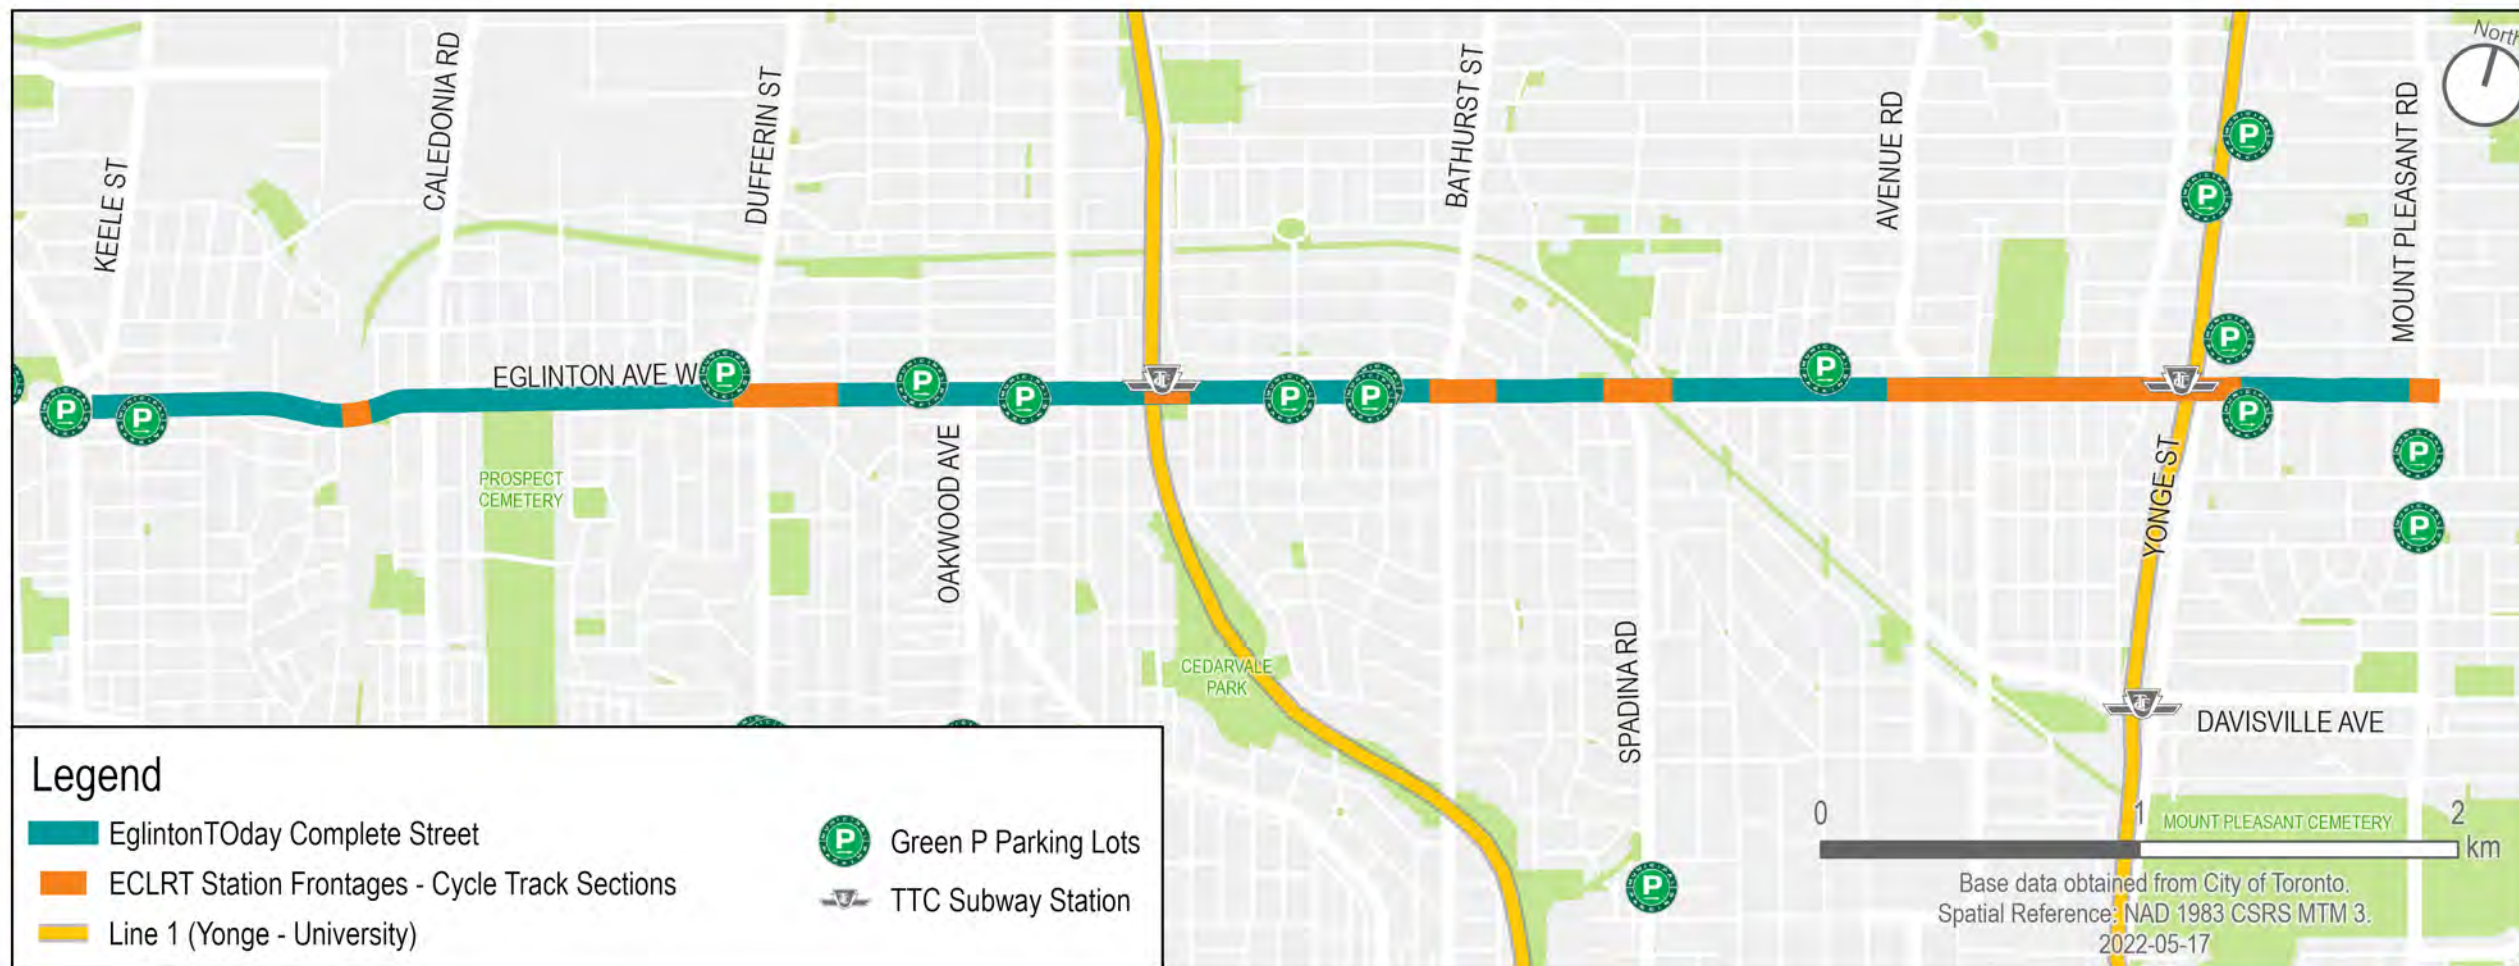 North
KEELE ST
CALEDONIA RD
DUFFERIN ST
BATHURST ST
AVENUE RD
MOUNT PLEASANT RD
EGLINTON AVE W
PROSPECT
CEMETERY
OAKWOOD AVE
CEDARVALE
PARK
SPADINA RD
YONGE ST
DAVISVILLE AVE
MOUNT PLEASANT CEMETERY
0 1 2
km
Base data obtained from City of Toronto.
Spatial Reference: NAD 1983 CSRS MTM 3.
2022-05-17
Legend
EglintonTOday Complete Street
ECLRT Station Frontages - Cycle Track Sections
Line 1 (Yonge - University)
P
Green P Parking Lots
TTC Subway Station